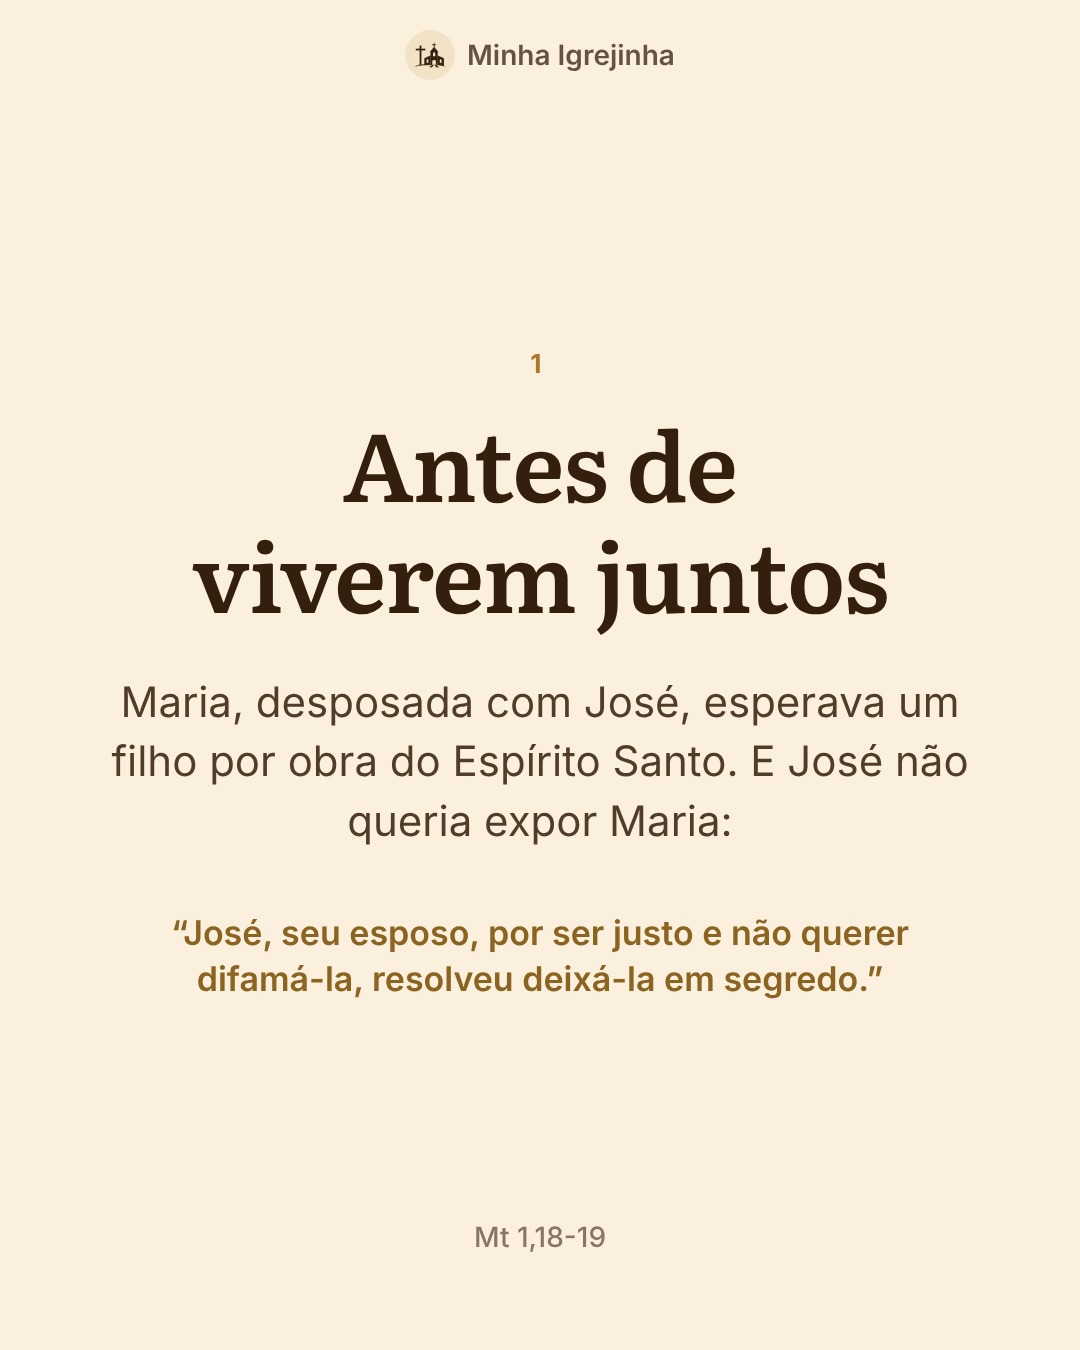 Minha Igrejinha
1
Antes de
viverem juntos
Maria, desposada com José, esperava um
filho por obra do Espírito Santo. E José não
queria expor Maria:
“José, seu esposo, por ser justo e não querer
difamá-la, resolveu deixá-la em segredo.”
Mt 1,18-19